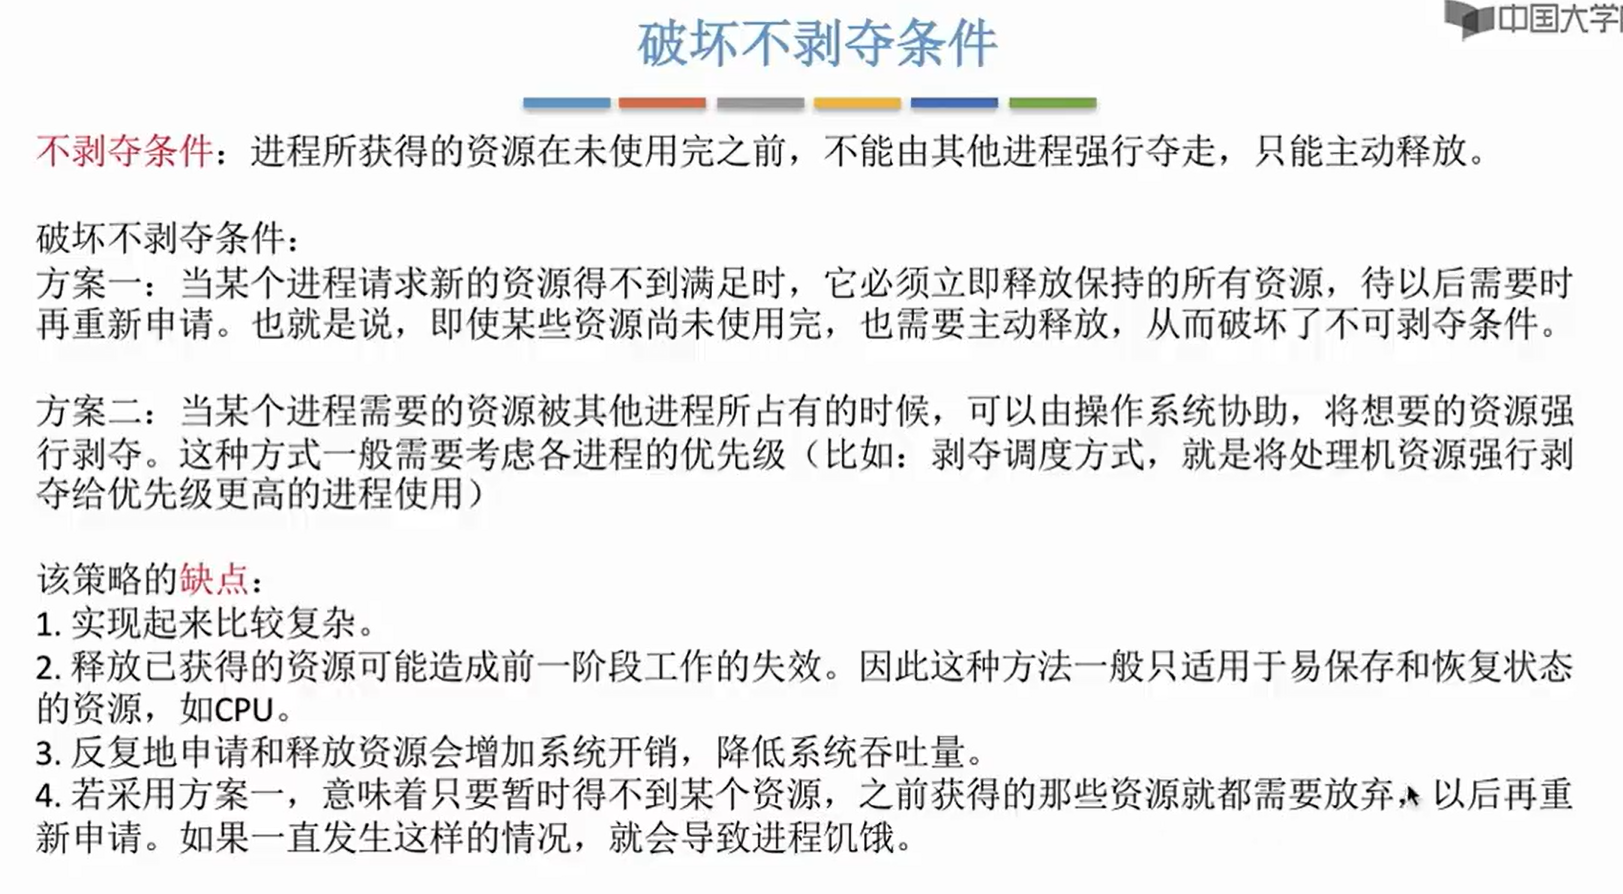 中国大学
破坏不剥夺条件
不剥夺条件：进程所获得的资源在未使用完之前，不能由其他进程强行夺走，只能主动释放。
破坏不剥夺条件：
方案一：当某个进程请求新的资源得不到满足时，它必须立即释放保持的所有资源，待以后需要时
再重新申请。也就是说，即使某些资源尚未使用完，也需要主动释放，从而破坏了不可剥夺条件。
方案二：当某个进程需要的资源被其他进程所占有的时候，可以由操作系统协助，将想要的资源强
行剥夺。这种方式一般需要考虑各进程的优先级（比如：剥夺调度方式，就是将处理机资源强行剥
夺给优先级更高的进程使用）
该策略的缺点：
1. 实现起来比较复杂。
2. 释放已获得的资源可能造成前一阶段工作的失效。因此这种方法一般只适用于易保存和恢复状态
的资源，如CPU。
3. 反复地申请和释放资源会增加系统开销，降低系统吞吐量。
4. 若采用方案一，意味着只要暂时得不到某个资源，之前获得的那些资源就都需要放弃，以后再重
新申请。如果一直发生这样的情况，就会导致进程饥饿。